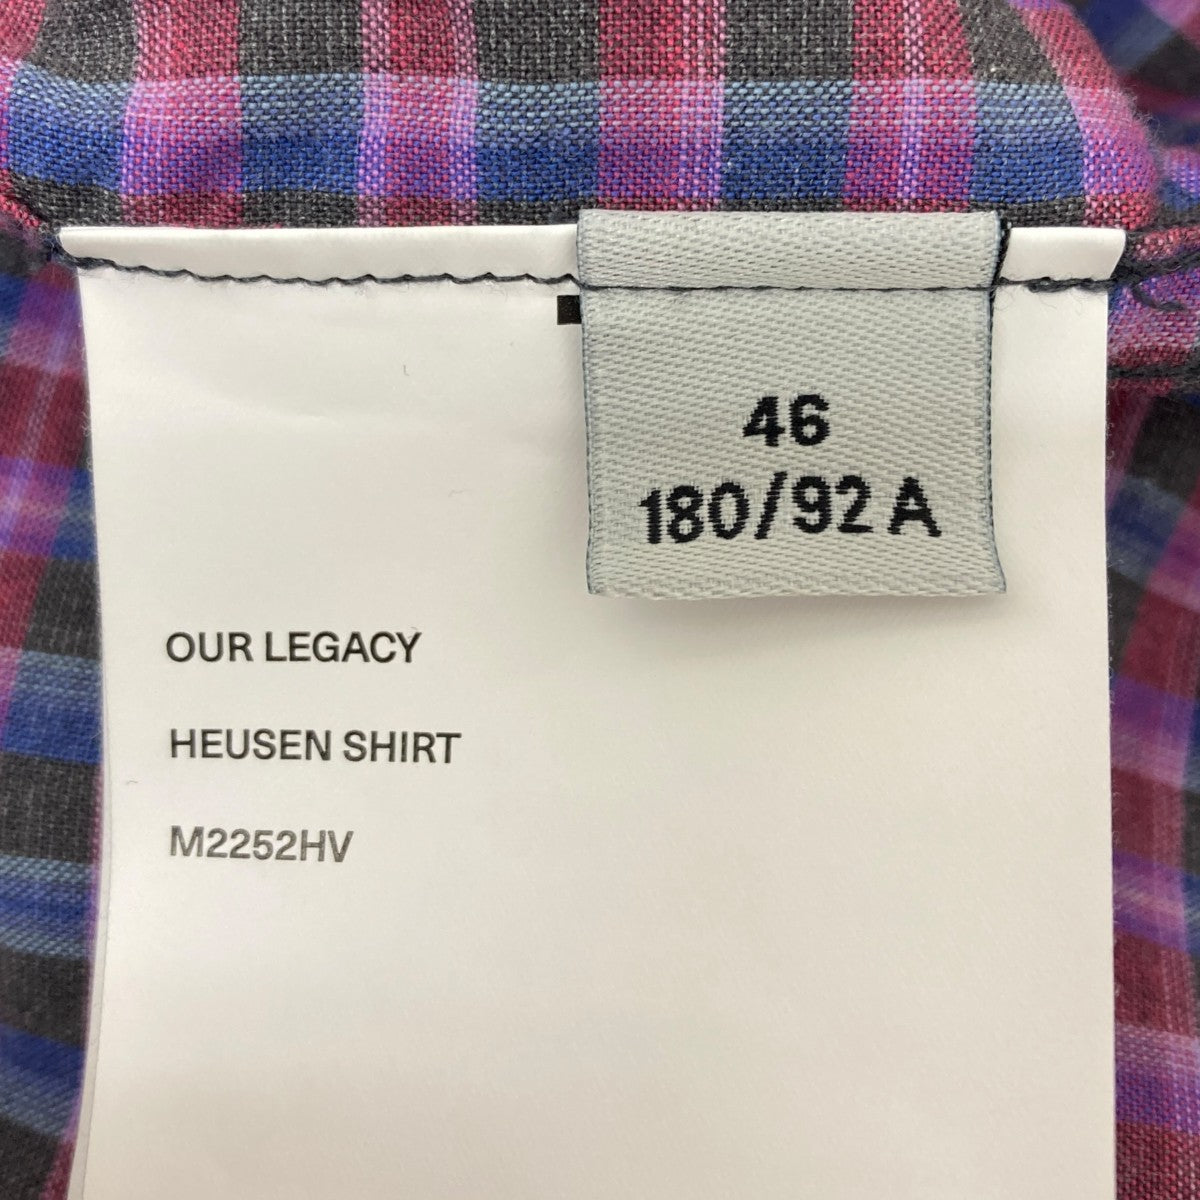 46
180/92 A
OUR LEGACY
HEUSEN SHIRT
M2252HV